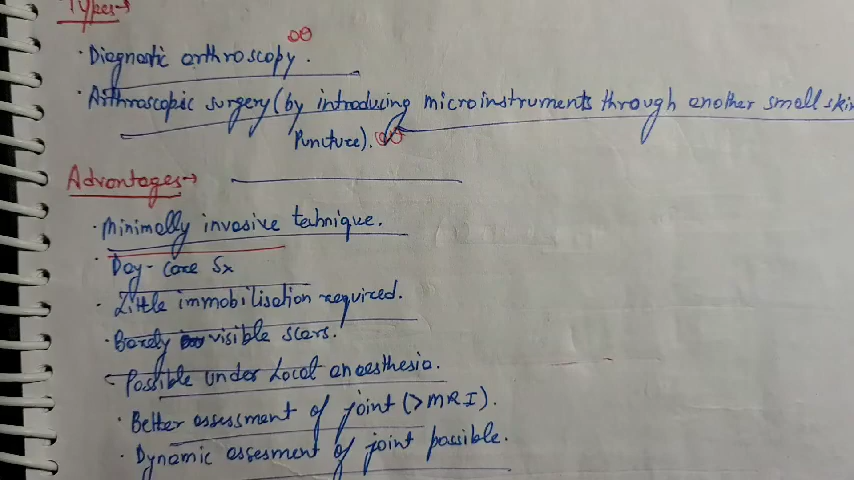 Types→
· Diagnostic arthroscopy.
· Arthroscopic surgery (by introducing microinstruments through another small skin
Puncture).
Advantages→
· Minimally invasive technique.
· Day-care Sx
· Little immobilisation required.
· Barely visible scars.
- Possible under Local anaesthesia.
· Better assessment of joint (>MRI).
· Dynamic assesment of joint possible.